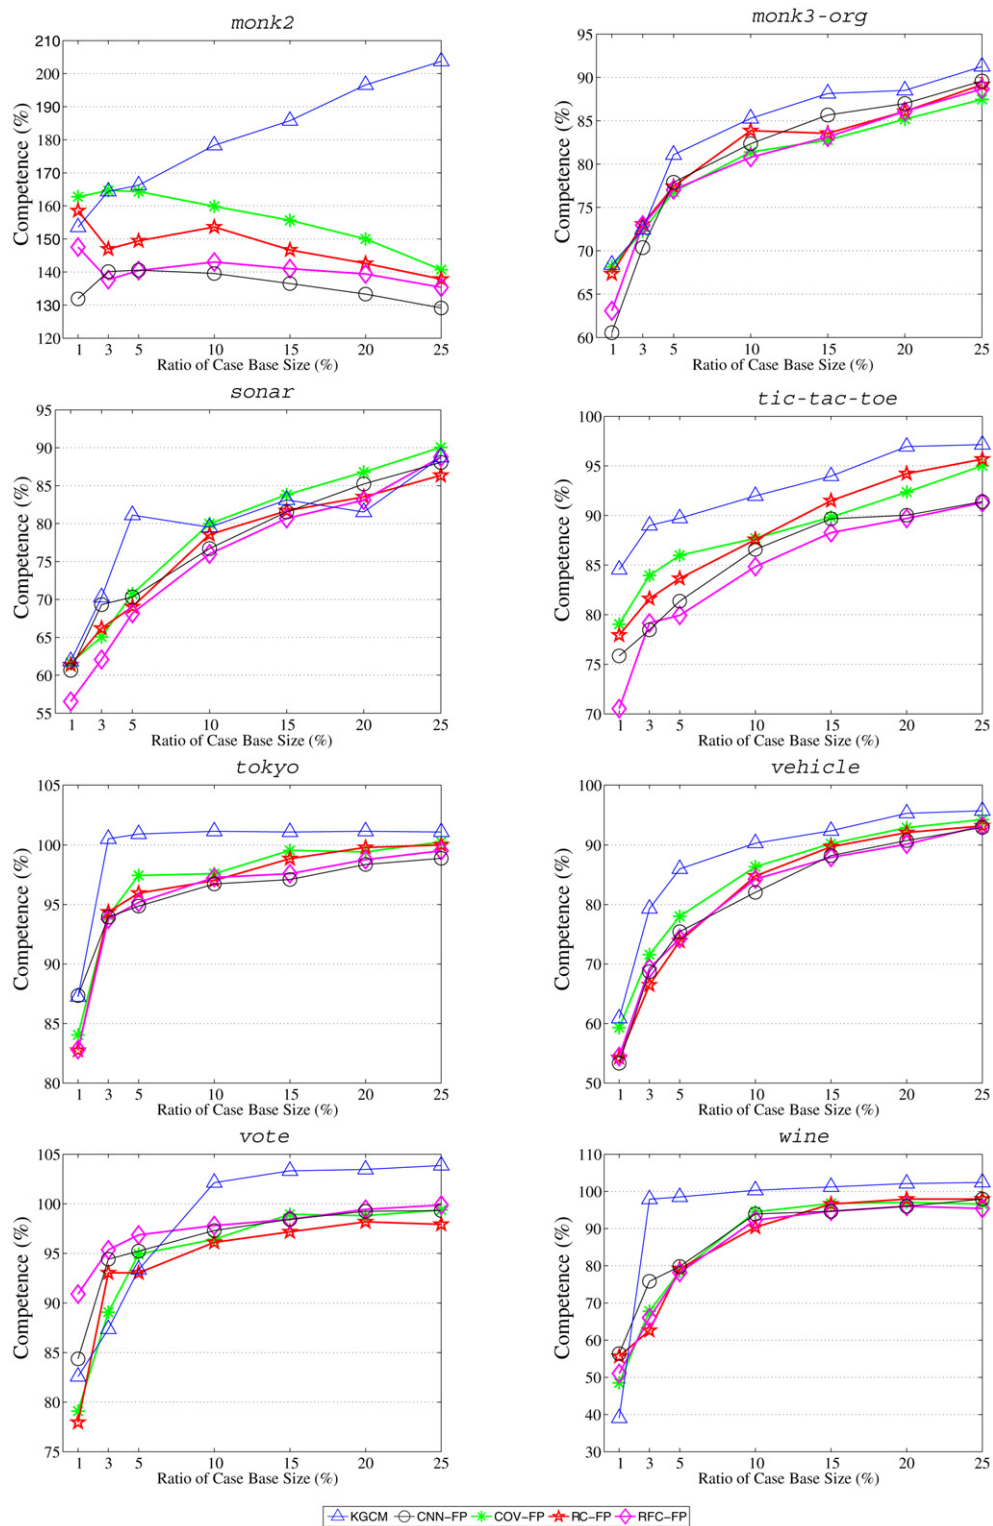 monk2
210
200
190
180
170
160
150
140
130
120
Competence (%)
1 3 5 10 15 20 25
Ratio of Case Base Size (%)
monk3-org
95
90
85
80
75
70
65
60
Competence (%)
1 3 5 10 15 20 25
Ratio of Case Base Size (%)
sonar
95
90
85
80
75
70
65
60
55
Competence (%)
1 3 5 10 15 20 25
Ratio of Case Base Size (%)
tic-tac-toe
100
95
90
85
80
75
70
Competence (%)
1 3 5 10 15 20 25
Ratio of Case Base Size (%)
tokyo
105
100
95
90
85
80
Competence (%)
1 3 5 10 15 20 25
Ratio of Case Base Size (%)
vehicle
100
90
80
70
60
50
Competence (%)
1 3 5 10 15 20 25
Ratio of Case Base Size (%)
vote
105
100
95
90
85
80
75
Competence (%)
1 3 5 10 15 20 25
Ratio of Case Base Size (%)
wine
110
100
90
80
70
60
50
40
30
Competence (%)
1 3 5 10 15 20 25
Ratio of Case Base Size (%)
KGCM CNN-FP COV-FP RC-FP RFC-FP